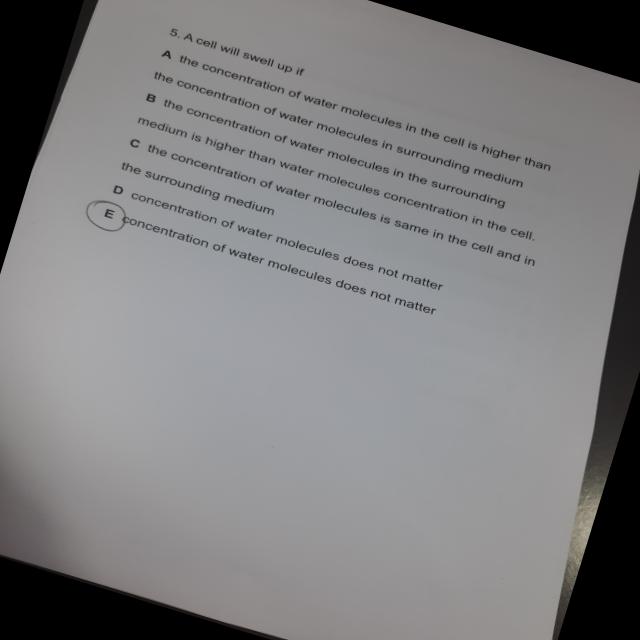 5. A cell will swell up if
A the concentration of water molecules in the cell is higher than
the concentration of water molecules in surrounding medium
B the concentration of water molecules in the surrounding
medium is higher than water molecules concentration in the cell.
C the concentration of water molecules is same in the cell and in
the surrounding medium
D concentration of water molecules does not matter
E concentration of water molecules does not matter